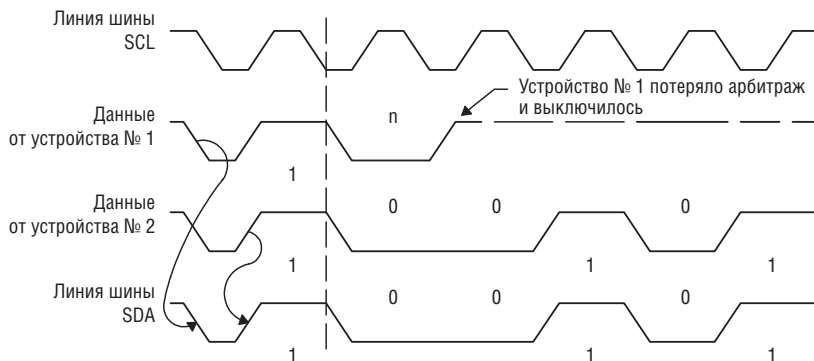 Линия шины
SCL
Устройство № 1 потеряло арбитраж
и выключилось
Данные
от устройства № 1
n
1
Данные
от устройства № 2
0 0 0
1 1 1
Линия шины
SDA
0 0 0
1 1 1